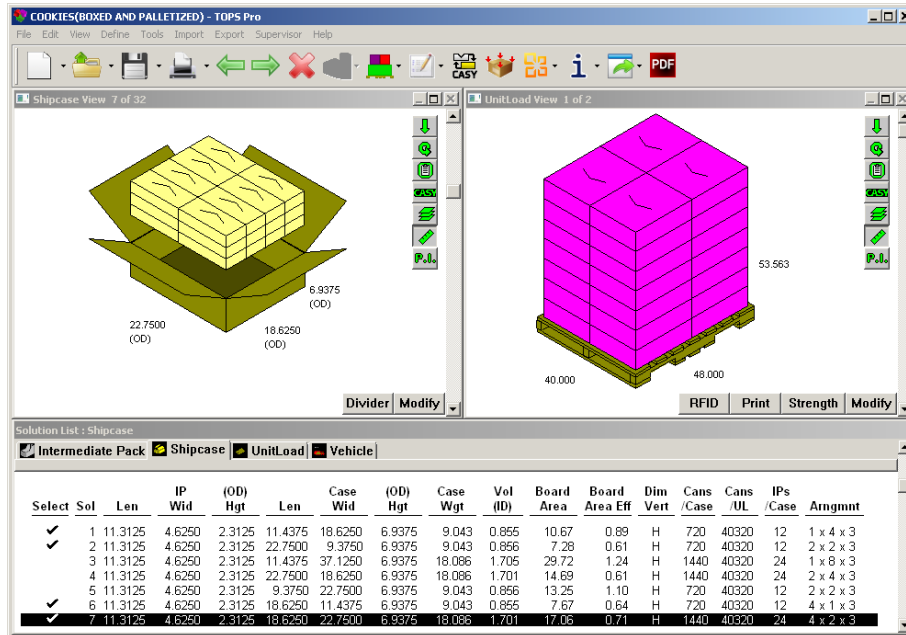 COOKIES(BOXED AND PALLETIZED) - TOPS Pro
File Edit View Define Tools Import Export Supervisor Help
CASY i PDF
Shipcase View 7 of 32
UnitLoad View 1 of 2
CASY
P.I.
6.9375
(OD)
22.7500
(OD)
18.6250
(OD)
Divider Modify
CASY
P.I.
53.563
40.000
48.000
RFID Print Strength Modify
Solution List : Shipcase
Intermediate Pack Shipcase UnitLoad Vehicle
IP (OD) Case (OD) Case Vol Board Board Dim Cans Cans IPs
Select Sol Len Wid Hgt Len Wid Hgt Wgt (ID) Area Area Eff Vert /Case /UL /Case Arngmnt
1 11.3125 4.6250 2.3125 11.4375 18.6250 6.9375 9.043 0.855 10.67 0.89 H 720 40320 12 1 x 4 x 3
2 11.3125 4.6250 2.3125 22.7500 9.3750 6.9375 9.043 0.856 7.28 0.61 H 720 40320 12 2 x 2 x 3
3 11.3125 4.6250 2.3125 11.4375 37.1250 6.9375 18.086 1.705 29.72 1.24 H 1440 40320 24 1 x 8 x 3
4 11.3125 4.6250 2.3125 22.7500 18.6250 6.9375 18.086 1.701 14.69 0.61 H 1440 40320 24 2 x 4 x 3
5 11.3125 4.6250 2.3125 9.3750 22.7500 6.9375 9.043 0.856 13.25 1.10 H 720 40320 12 2 x 2 x 3
6 11.3125 4.6250 2.3125 18.6250 11.4375 6.9375 9.043 0.855 7.67 0.64 H 720 40320 12 4 x 1 x 3
7 11.3125 4.6250 2.3125 18.6250 22.7500 6.9375 18.086 1.701 17.06 0.71 H 1440 40320 24 4 x 2 x 3